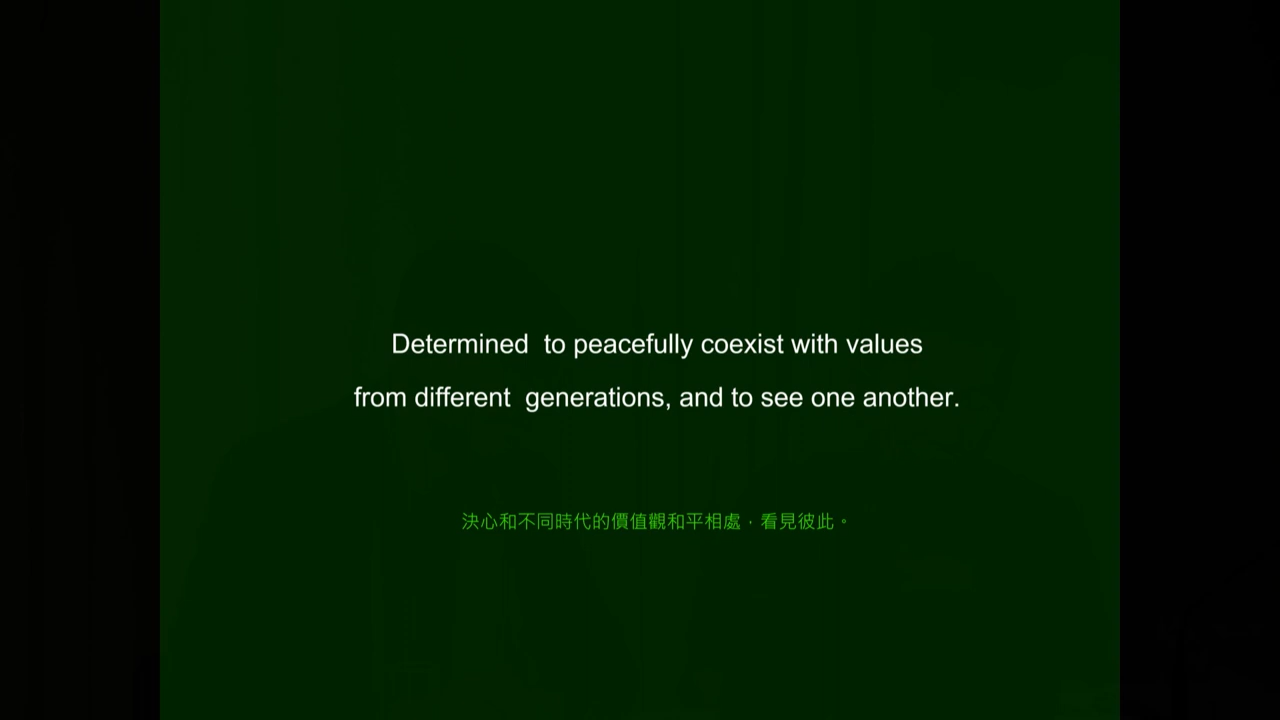 Determined  to peacefully coexist with values
from different  generations, and to see one another.
決心和不同時代的價值觀和平相處，看見彼此。